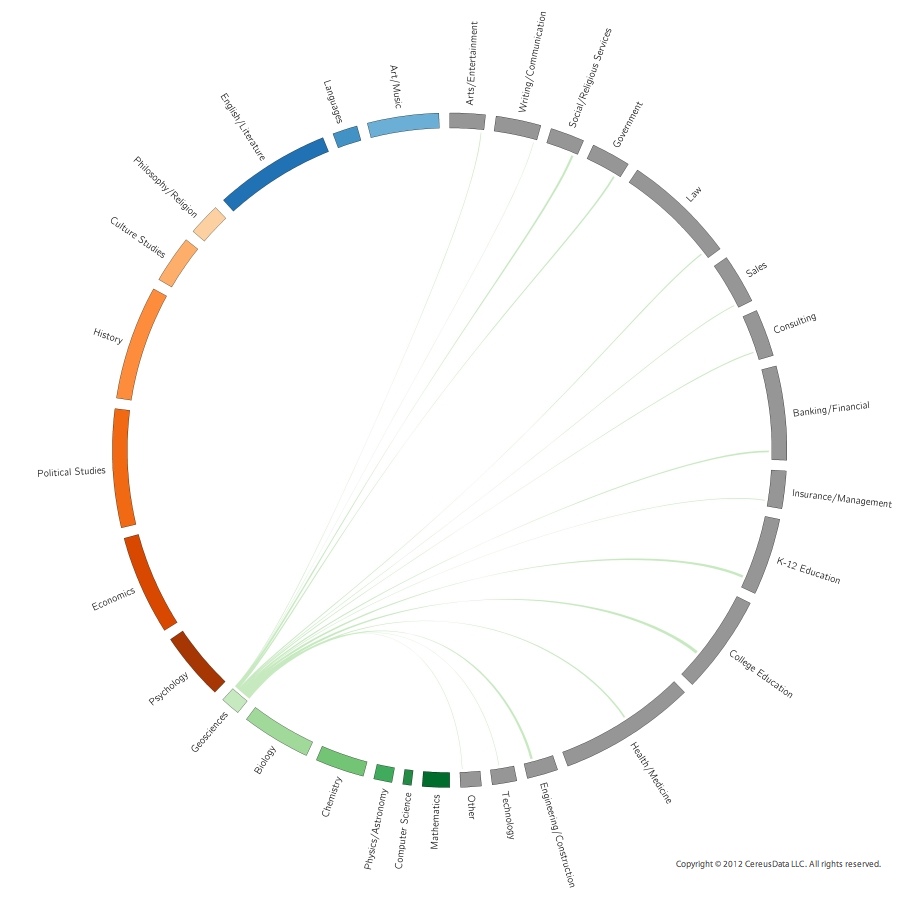 Arts/Entertainment
Writing/Communication
Social/Religious Services
Government
Law
Sales
Consulting
Banking/Financial
Insurance/Management
K-12 Education
College Education
Health/Medicine
Engineering/Construction
Technology
Other
Mathematics
Computer Science
Physics/Astronomy
Chemistry
Biology
Geosciences
Psychology
Economics
Political Studies
History
Culture Studies
Philosophy/Religion
English/Literature
Languages
Art/Music
Copyright © 2012 CereusData LLC. All rights reserved.